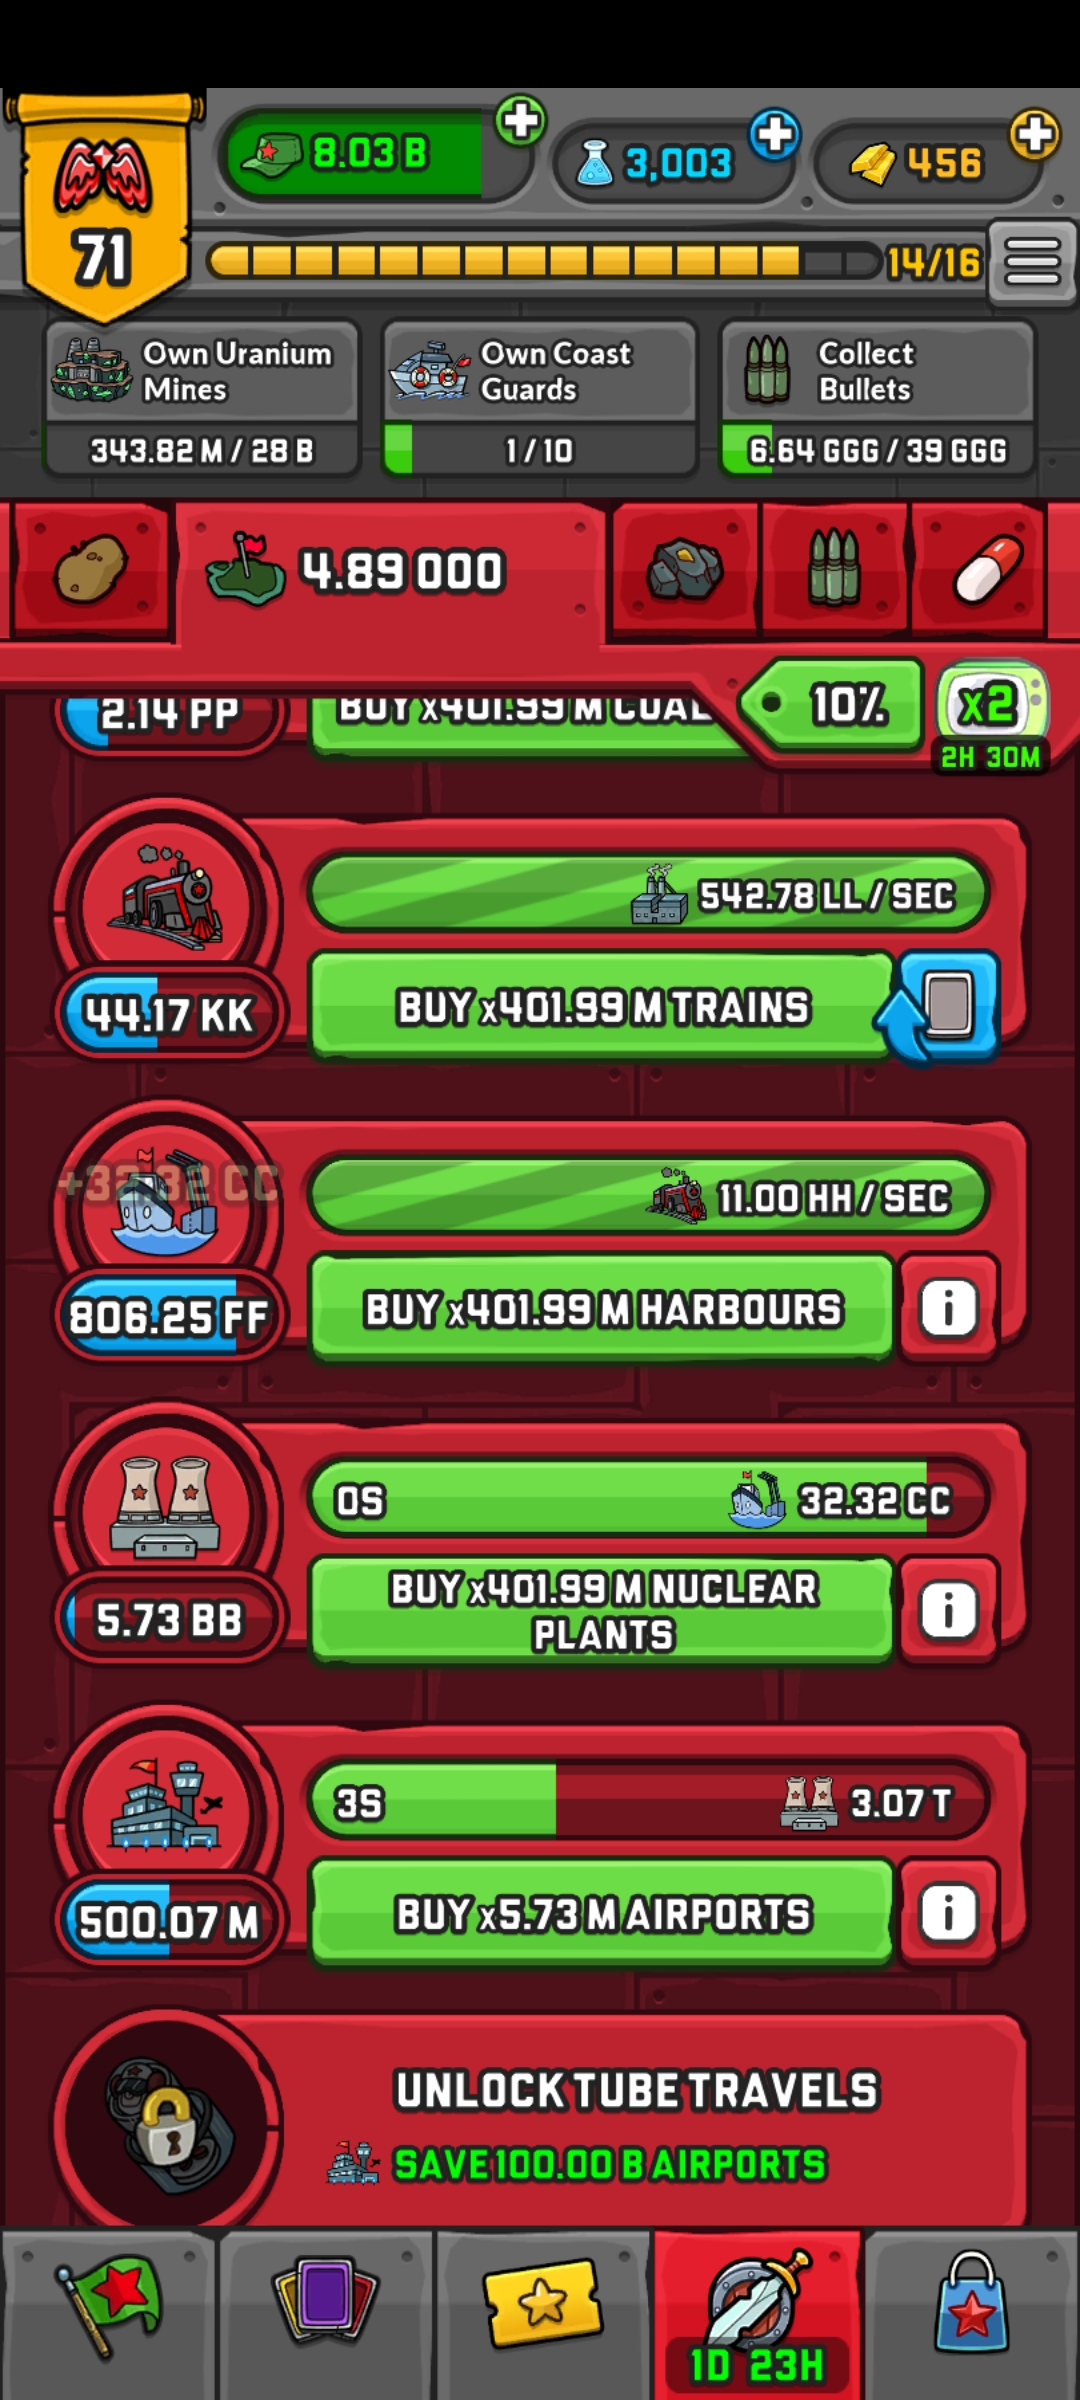 8.03 B
3,003
456
71
14/16
Own Uranium
Mines
Own Coast
Guards
Collect
Bullets
343.82 M / 28 B
1 / 10
6.64 GGG / 39 GGG
4.89 OOO
10%
x2
2H 30M
2.14 PP
BUY x401.99 M COAL
542.78 LL / SEC
44.17 KK
BUY x401.99 M TRAINS
+32.32 CC
11.00 HH / SEC
806.25 FF
BUY x401.99 M HARBOURS
i
0S
32.32 CC
5.73 BB
BUY x401.99 M NUCLEAR
PLANTS
i
3S
3.07 T
500.07 M
BUY x5.73 M AIRPORTS
i
UNLOCK TUBE TRAVELS
SAVE 100.00 B AIRPORTS
1D 23H